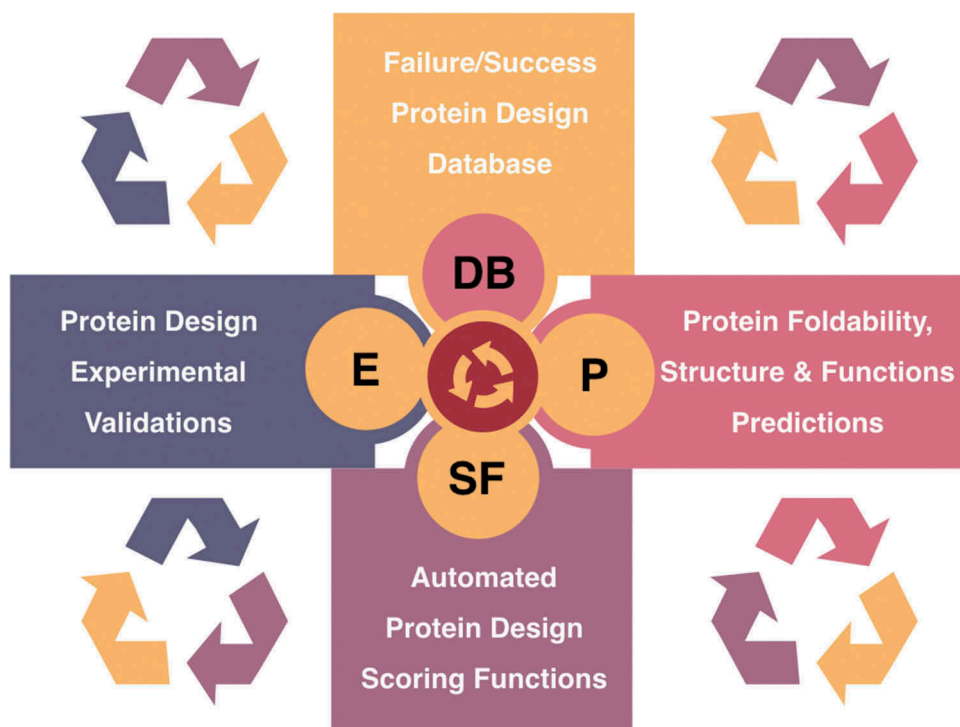 Failure/Success
Protein Design
Database
DB
Protein Design
Experimental
Validations
E
P
Protein Foldability,
Structure & Functions
Predictions
SF
Automated
Protein Design
Scoring Functions